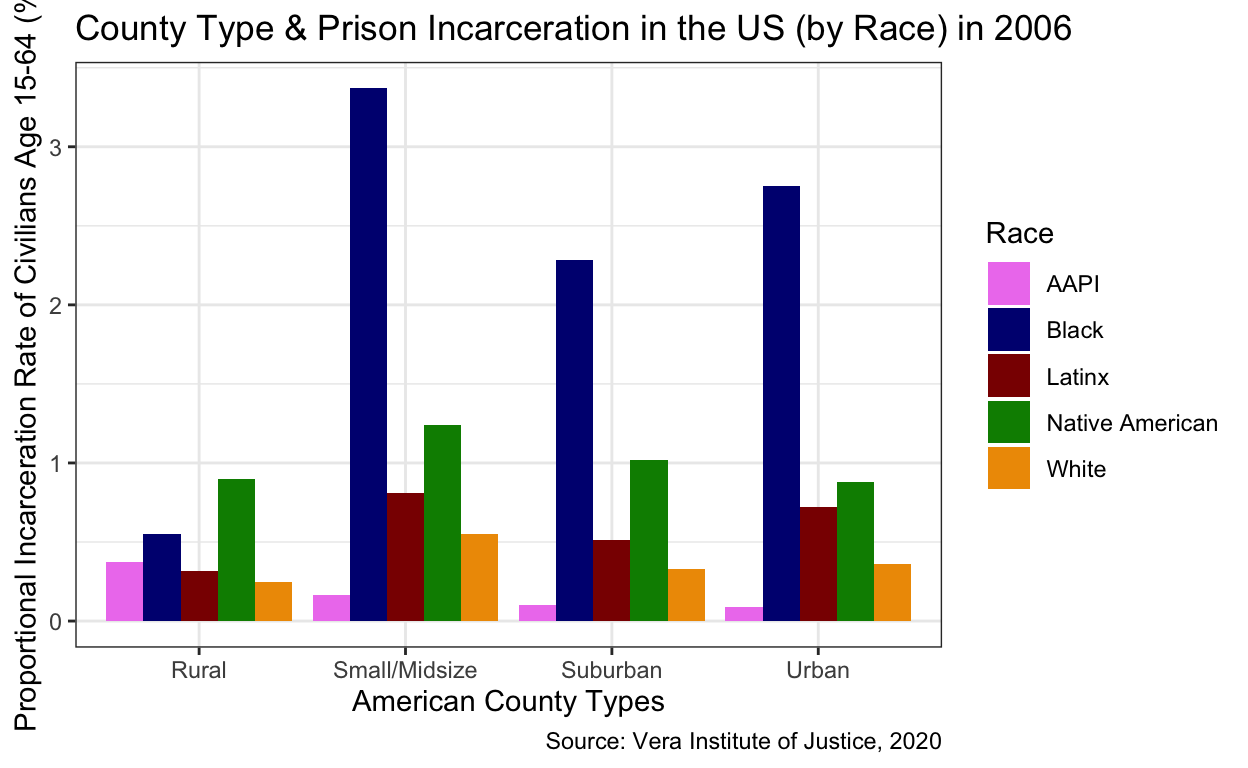 County Type & Prison Incarceration in the US (by Race) in 2006
Proportional Incarceration Rate of Civilians Age 15-64 (%
3
2
1
0
Rural
Small/Midsize
Suburban
Urban
American County Types
Source: Vera Institute of Justice, 2020
Race
AAPI
Black
Latinx
Native American
White